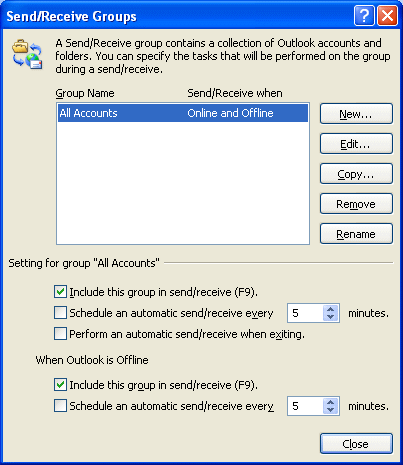 Send/Receive Groups
A Send/Receive group contains a collection of Outlook accounts and
folders. You can specify the tasks that will be performed on the group
during a send/receive.
Group Name Send/Receive when
All Accounts Online and Offline
New...
Edit...
Copy...
Remove
Rename
Setting for group "All Accounts"
Include this group in send/receive (F9).
Schedule an automatic send/receive every 5 minutes.
Perform an automatic send/receive when exiting.
When Outlook is Offline
Include this group in send/receive (F9).
Schedule an automatic send/receive every 5 minutes.
Close